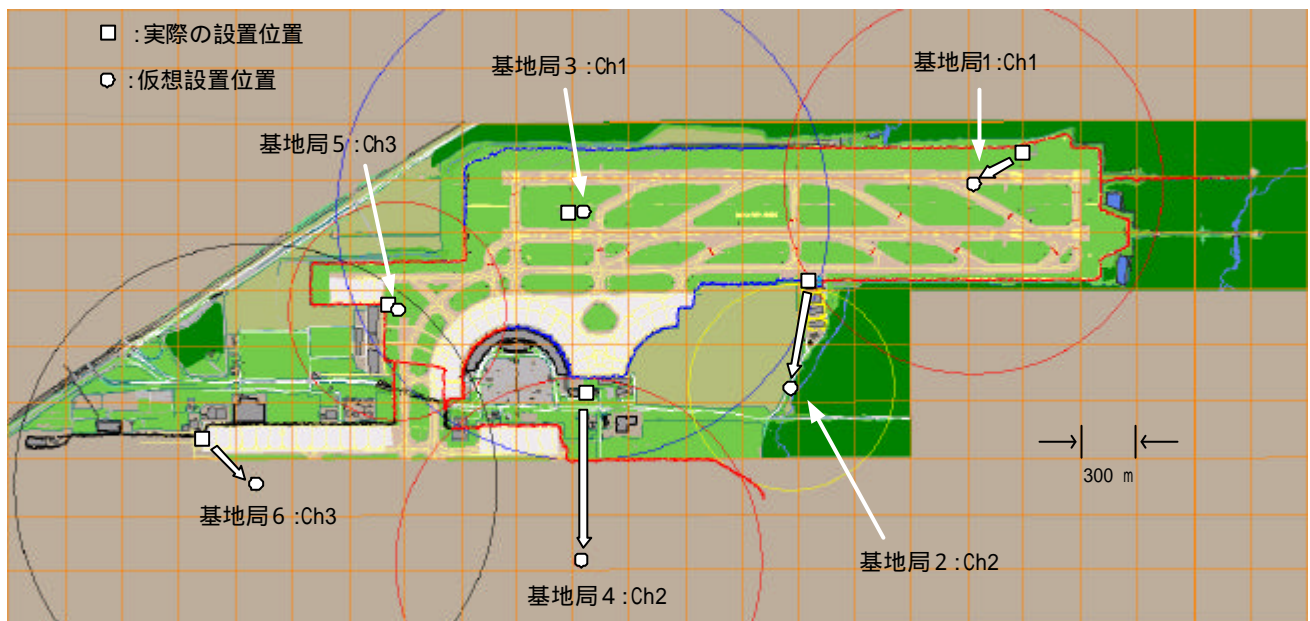 □ :実際の設置位置
○ :仮想設置位置
基地局3:Ch1
基地局1:Ch1
基地局5:Ch3
300 m
基地局6:Ch3
基地局2:Ch2
基地局4:Ch2